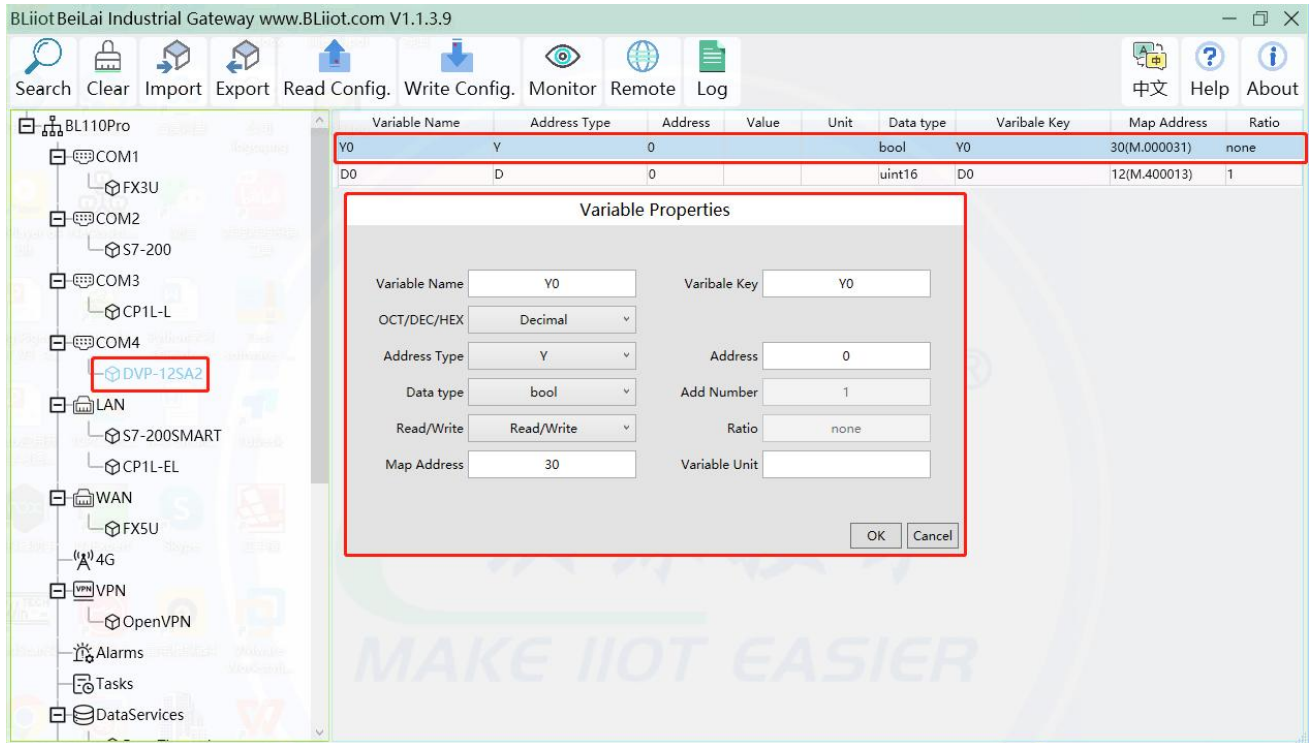 BLiiot BeiLai Industrial Gateway www.BLiiot.com V1.1.3.9
Search Clear Import Export Read Config. Write Config. Monitor Remote Log 中文 Help About
BL110Pro
COM1
FX3U
COM2
S7-200
COM3
CP1L-L
COM4
DVP-12SA2
LAN
S7-200SMART
CP1L-EL
WAN
FX5U
4G
VPN VPN
OpenVPN
Alarms
Tasks
DataServices
Variable Name Address Type Address Value Unit Data type Varibale Key Map Address Ratio
Y0 Y 0 bool Y0 30(M.000031) none
D0 D 0 uint16 D0 12(M.400013) 1
Variable Properties
Variable Name Y0 Varibale Key Y0
OCT/DEC/HEX Decimal
Address Type Y Address 0
Data type bool Add Number 1
Read/Write Read/Write Ratio none
Map Address 30 Variable Unit
OK Cancel
MAKE IIOT EASIER